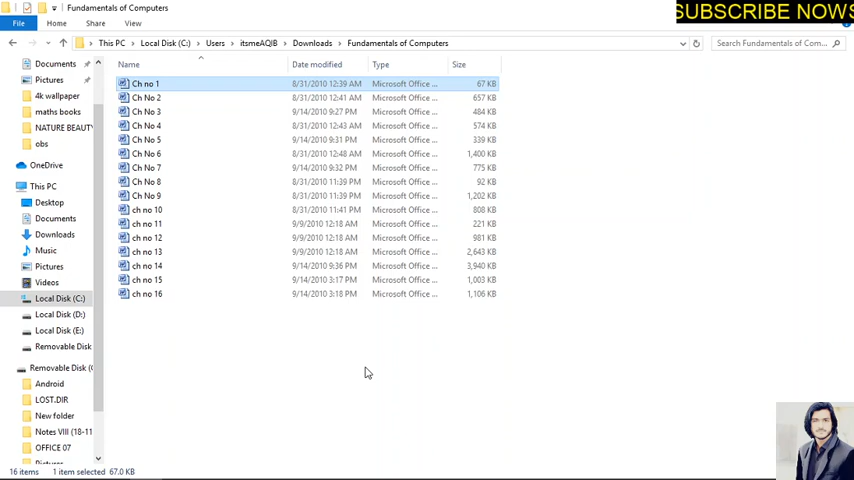 Fundamentals of Computers
SUBSCRIBE NOWS
File Home Share View
This PC Local Disk (C:) Users itsmeAQIB Downloads Fundamentals of Computers
Search Fundamentals of Com...
Name Date modified Type Size
Documents
Pictures
4k wallpaper
maths books
NATURE BEAUTY
obs
OneDrive
This PC
Desktop
Documents
Downloads
Music
Pictures
Videos
Local Disk (C:)
Local Disk (D:)
Local Disk (E:)
Removable Disk
Removable Disk (
Android
LOST.DIR
New folder
Notes VIII (18-11
OFFICE 07
Pictures
Ch no 1 8/31/2010 12:39 AM Microsoft Office ... 67 KB
Ch No 2 8/31/2010 12:41 AM Microsoft Office ... 657 KB
Ch No 3 9/14/2010 9:27 PM Microsoft Office ... 484 KB
Ch No 4 8/31/2010 12:43 AM Microsoft Office ... 574 KB
Ch No 5 9/14/2010 9:31 PM Microsoft Office ... 339 KB
Ch No 6 8/31/2010 12:48 AM Microsoft Office ... 1,400 KB
Ch No 7 9/14/2010 9:32 PM Microsoft Office ... 775 KB
Ch No 8 8/31/2010 11:39 PM Microsoft Office ... 92 KB
Ch No 9 8/31/2010 11:39 PM Microsoft Office ... 1,202 KB
ch no 10 8/31/2010 11:41 PM Microsoft Office ... 808 KB
ch no 11 9/9/2010 12:18 AM Microsoft Office ... 221 KB
ch no 12 9/9/2010 12:18 AM Microsoft Office ... 981 KB
ch no 13 9/9/2010 12:18 AM Microsoft Office ... 2,643 KB
ch no 14 9/14/2010 9:36 PM Microsoft Office ... 3,940 KB
ch no 15 9/14/2010 3:17 PM Microsoft Office ... 1,003 KB
ch no 16 9/14/2010 3:18 PM Microsoft Office ... 1,106 KB
16 items 1 item selected 67.0 KB